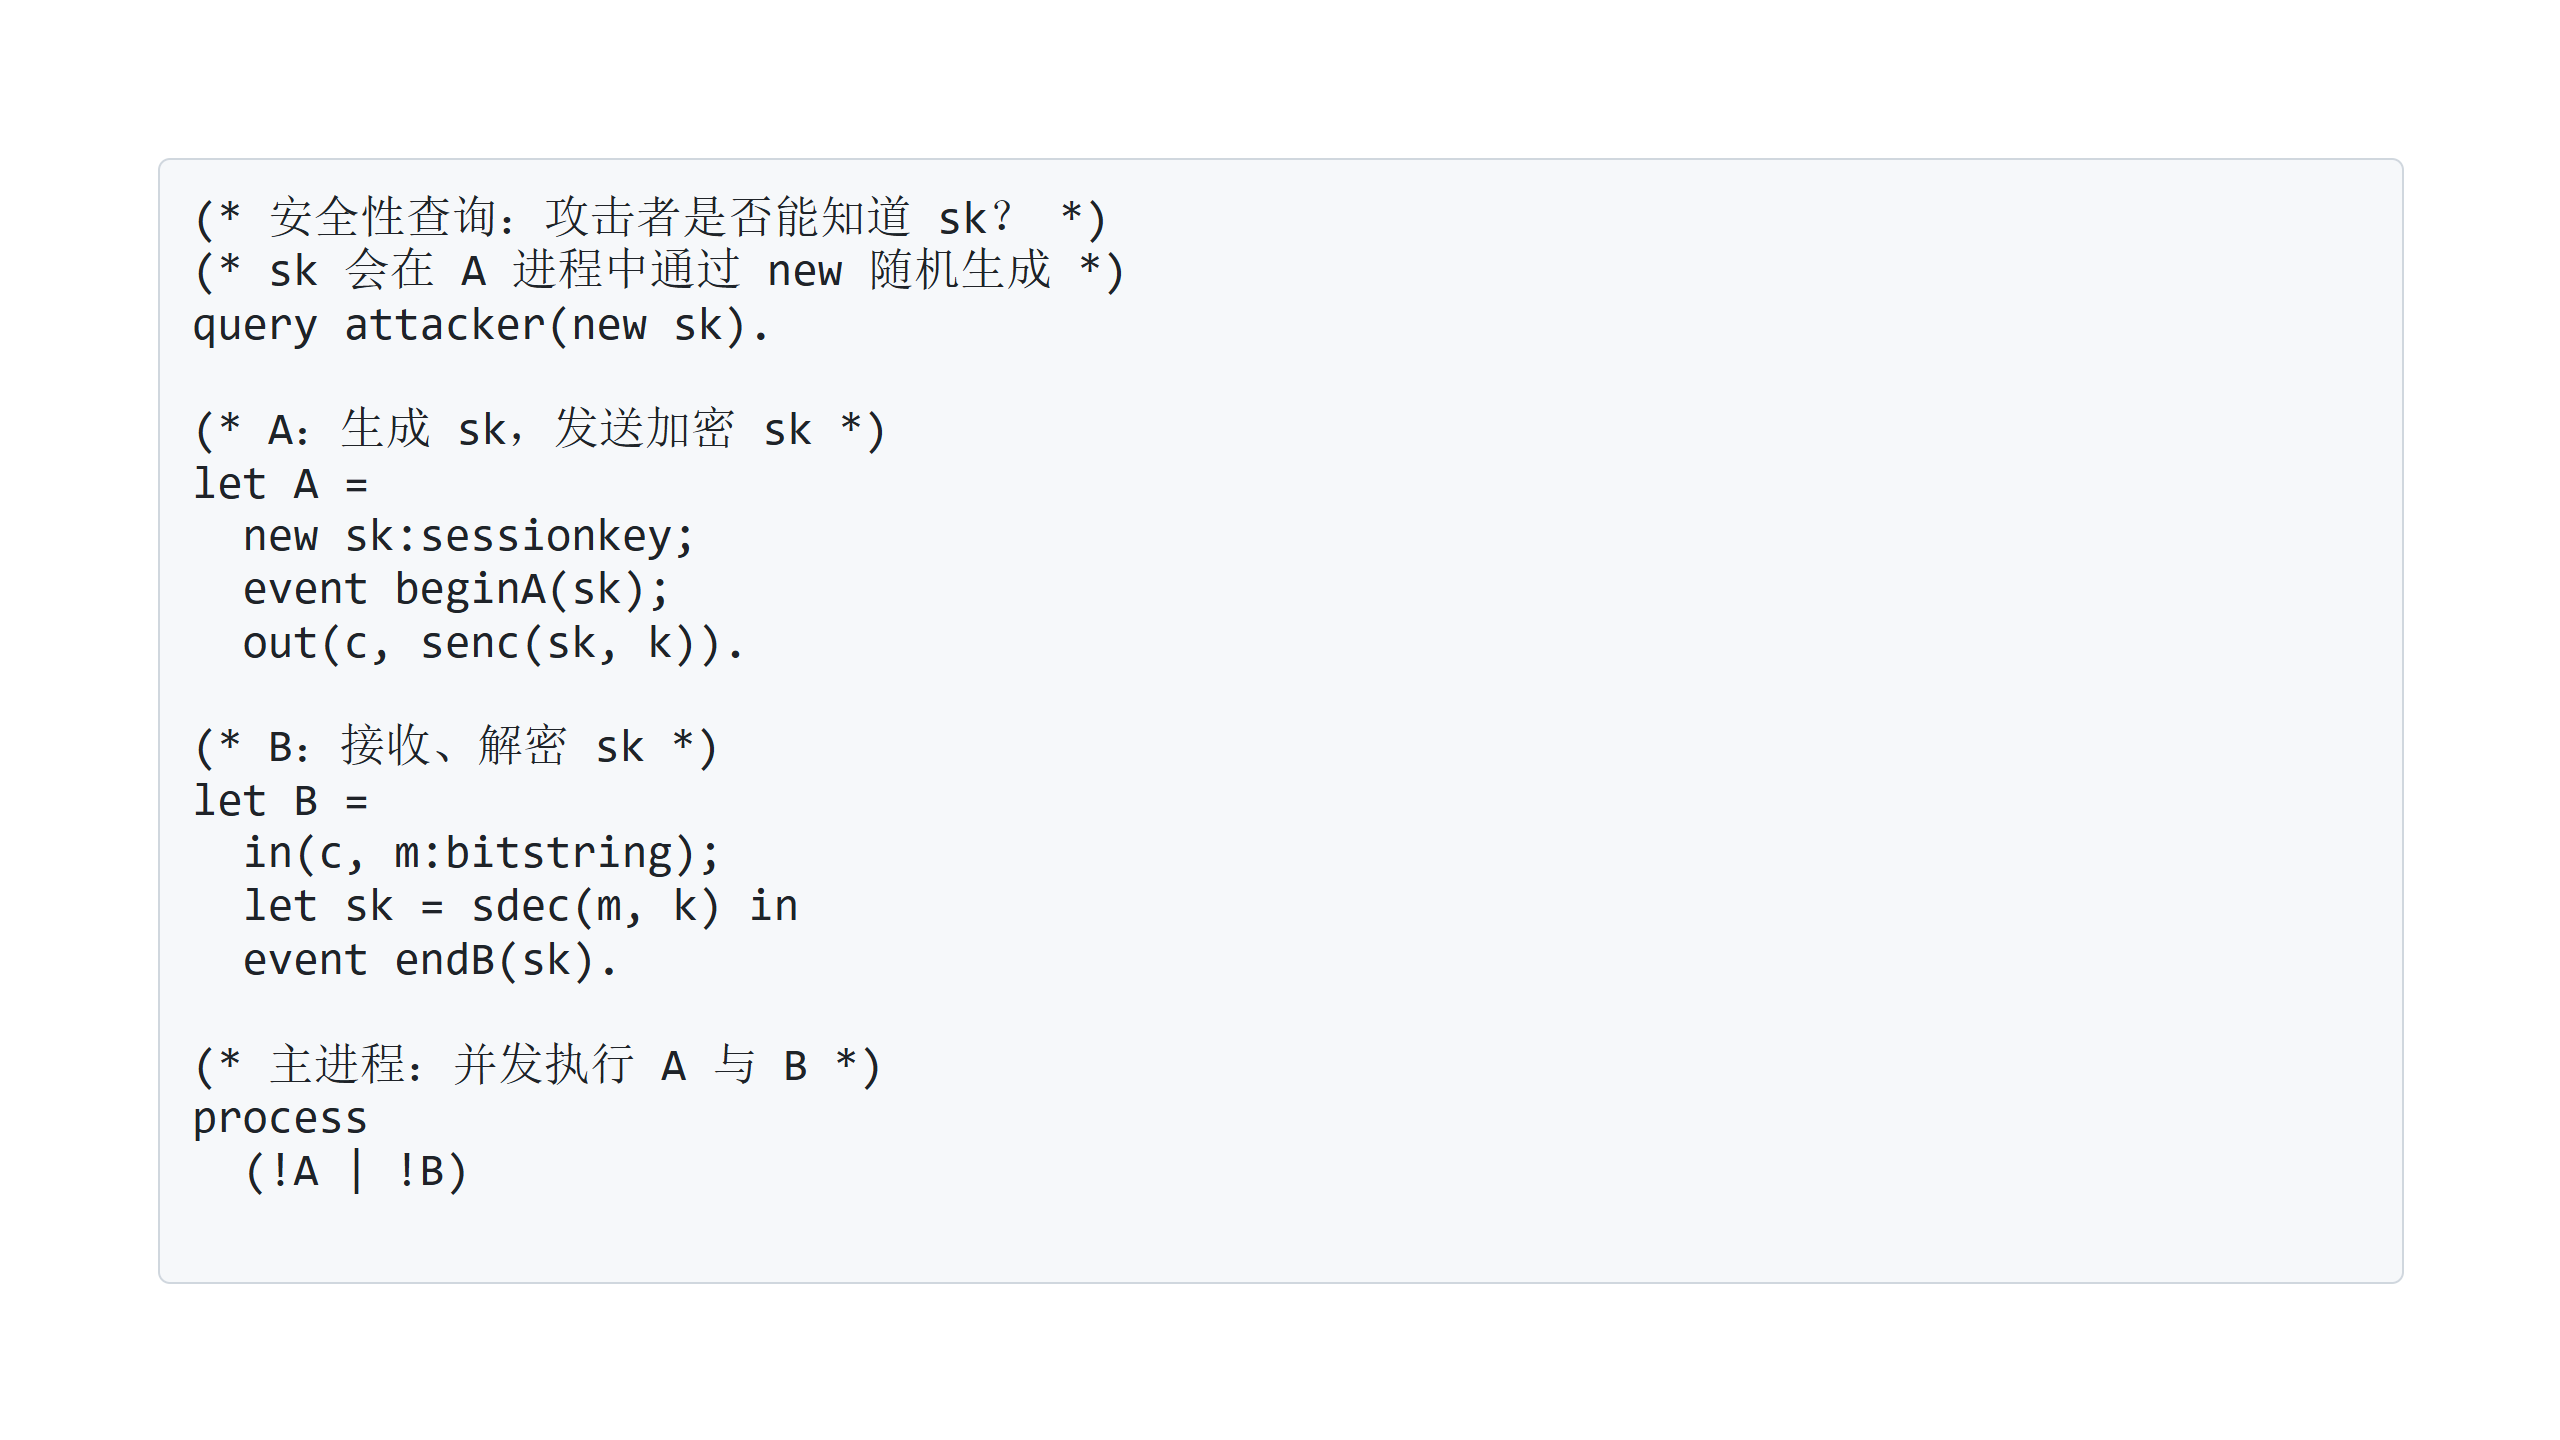 (* 安全性查询：攻击者是否能知道 sk？ *)
(* sk 会在 A 进程中通过 new 随机生成 *)
query attacker(new sk).

(* A：生成 sk，发送加密 sk *)
let A =
  new sk:sessionkey;
  event beginA(sk);
  out(c, senc(sk, k)).

(* B：接收、解密 sk *)
let B =
  in(c, m:bitstring);
  let sk = sdec(m, k) in
  event endB(sk).

(* 主进程：并发执行 A 与 B *)
process
  (!A | !B)